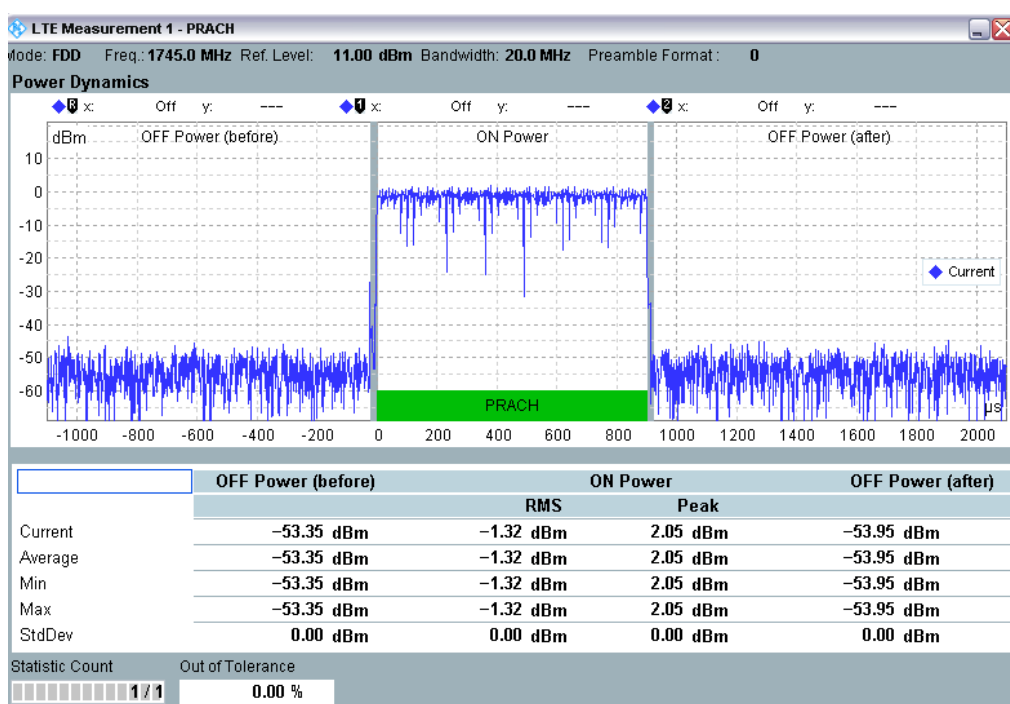 LTE Measurement 1 - PRACH
Mode: FDD Freq.: 1745.0 MHz Ref. Level: 11.00 dBm Bandwidth: 20.0 MHz Preamble Format : 0
Power Dynamics
R x: Off y: --- 1 x: Off y: --- 2 x: Off y: ---
dBm OFF Power (before) ON Power OFF Power (after)
10
0
-10
-20
Current
-30
-40
-50
-60
PRACH
µs
-1000 -800 -600 -400 -200 0 200 400 600 800 1000 1200 1400 1600 1800 2000
OFF Power (before) ON Power OFF Power (after)
RMS Peak
Current −53.35 dBm −1.32 dBm 2.05 dBm −53.95 dBm
Average −53.35 dBm −1.32 dBm 2.05 dBm −53.95 dBm
Min −53.35 dBm −1.32 dBm 2.05 dBm −53.95 dBm
Max −53.35 dBm −1.32 dBm 2.05 dBm −53.95 dBm
StdDev 0.00 dBm 0.00 dBm 0.00 dBm 0.00 dBm
Statistic Count Out of Tolerance
1 / 1 0.00 %